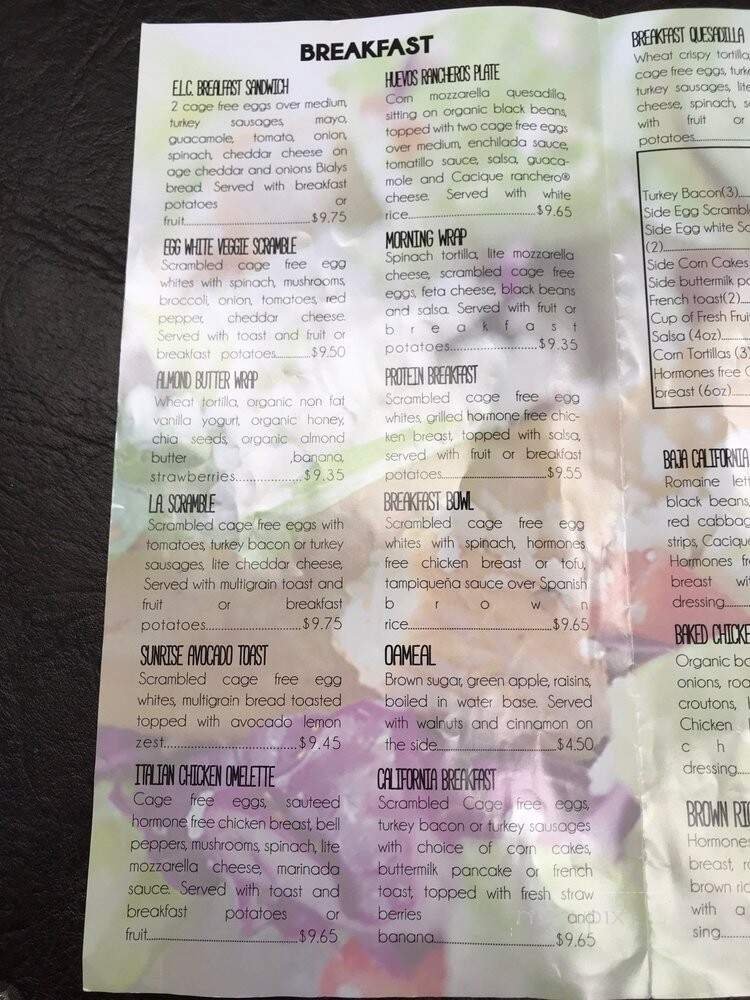 BREAKFAST
E.L.C. BREALFAST SANDWICH
2 cage free eggs over medium,
turkey sausages, mayo,
guacamole, tomato, onion,
spinach, cheddar cheese on
age cheddar and onions Bialys
bread. Served with breakfast
potatoes or
fruit......$9.75
EGG WHITE VEGGIE SCRAMBLE
Scrambled cage free egg
whites with spinach, mushrooms,
broccoli, onion, tomatoes, red
pepper, cheddar cheese.
Served with toast and fruit or
breakfast potatoes......$9.50
ALMOND BUTTER WRAP
Wheat tortilla, organic non fat
vanilla yogurt, organic honey,
chia seeds, organic almond
butter ,banana,
strawberries......$9.35
L.A. SCRAMBLE
Scrambled cage free eggs with
tomatoes, turkey bacon or turkey
sausages, lite cheddar cheese,
Served with multigrain toast and
fruit or breakfast
potatoes......$9.75
SUNRISE AVOCADO TOAST
Scrambled cage free egg
whites, multigrain bread toasted
topped with avocado lemon
zest......$9.45
ITALIAN CHICKEN OMELETTE
Cage free eggs, sauteed
hormone free chicken breast, bell
peppers, mushrooms, spinach, lite
mozzarella cheese, marinada
sauce. Served with toast and
breakfast potatoes or
fruit......$9.65
HUEVOS RANCHEROS PLATE
Corn mozzarella quesadilla,
sitting on organic black beans,
topped with two cage free eggs
over medium, enchilada sauce,
tomatillo sauce, salsa, guaca-
mole and Cacique ranchero®
cheese. Served with white
rice......$9.65
MORNING WRAP
Spinach tortilla, lite mozzarella
cheese, scrambled cage free
eggs, feta cheese, black beans
and salsa. Served with fruit or
breakfast
potatoes......$9.35
PROTEIN BREAKFAST
Scrambled cage free egg
whites, grilled hormone free chic-
ken breast, topped with salsa,
served with fruit or breakfast
potatoes......$9.55
BREAKFAST BOWL
Scrambled cage free egg
whites with spinach, hormones
free chicken breast or tofu,
tampiqueña sauce over Spanish
brown
rice......$9.65
OAMEAL
Brown sugar, green apple, raisins,
boiled in water base. Served
with walnuts and cinnamon on
the side......$4.50
CALIFORNIA BREAKFAST
Scrambled Cage free eggs,
turkey bacon or turkey sausages
with choice of corn cakes,
buttermilk pancake or french
toast, topped with fresh straw
berries and
banana......$9.65
BREAKFAST QUESADILLA
Wheat crispy tortilla,
cage free eggs, turk
turkey sausages, lite
cheese, spinach, s
with fruit or
potatoes......
Turkey Bacon(3)......
Side Egg Scrambl
Side Egg white Sc
(2)......
Side Corn Cakes
Side buttermilk pa
French toast(2)......
Cup of Fresh Frui
Salsa (4oz)......
Corn Tortillas (3)
Hormones free C
breast (6oz)......
BAJA CALIFORNIA
Romaine lett
black beans,
red cabbag
strips, Cacique
Hormones fr
breast wi
dressing......
BAKED CHICKE
Organic ba
onions, roa
croutons,
Chicken
c h
dressing......
BROWN RI
Hormones
breast, r
brown ric
with a
sing......